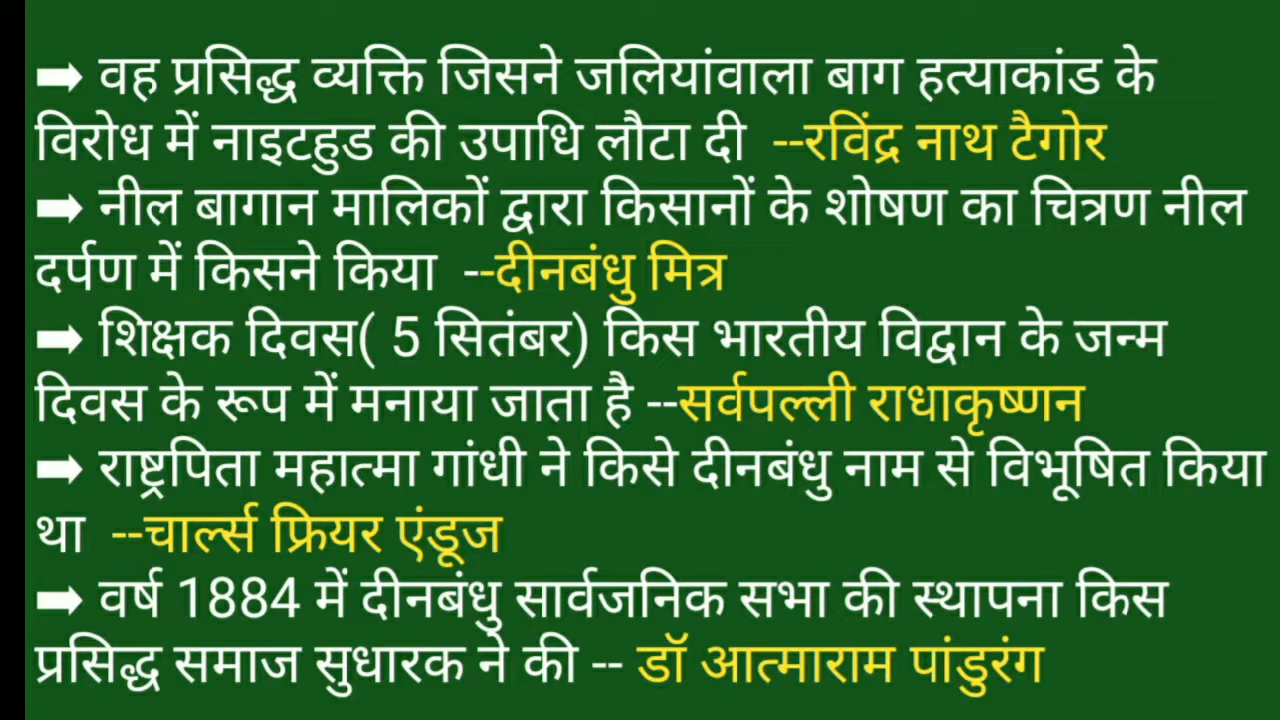 ➡ वह प्रसिद्ध व्यक्ति जिसने जलियांवाला बाग हत्याकांड के
विरोध में नाइटहुड की उपाधि लौटा दी --रविंद्र नाथ टैगोर
➡ नील बागान मालिकों द्वारा किसानों के शोषण का चित्रण नील
दर्पण में किसने किया --दीनबंधु मित्र
➡ शिक्षक दिवस( 5 सितंबर) किस भारतीय विद्वान के जन्म
दिवस के रूप में मनाया जाता है --सर्वपल्ली राधाकृष्णन
➡ राष्ट्रपिता महात्मा गांधी ने किसे दीनबंधु नाम से विभूषित किया
था --चार्ल्स फ्रियर एंडूज
➡ वर्ष 1884 में दीनबंधु सार्वजनिक सभा की स्थापना किस
प्रसिद्ध समाज सुधारक ने की -- डॉ आत्माराम पांडुरंग